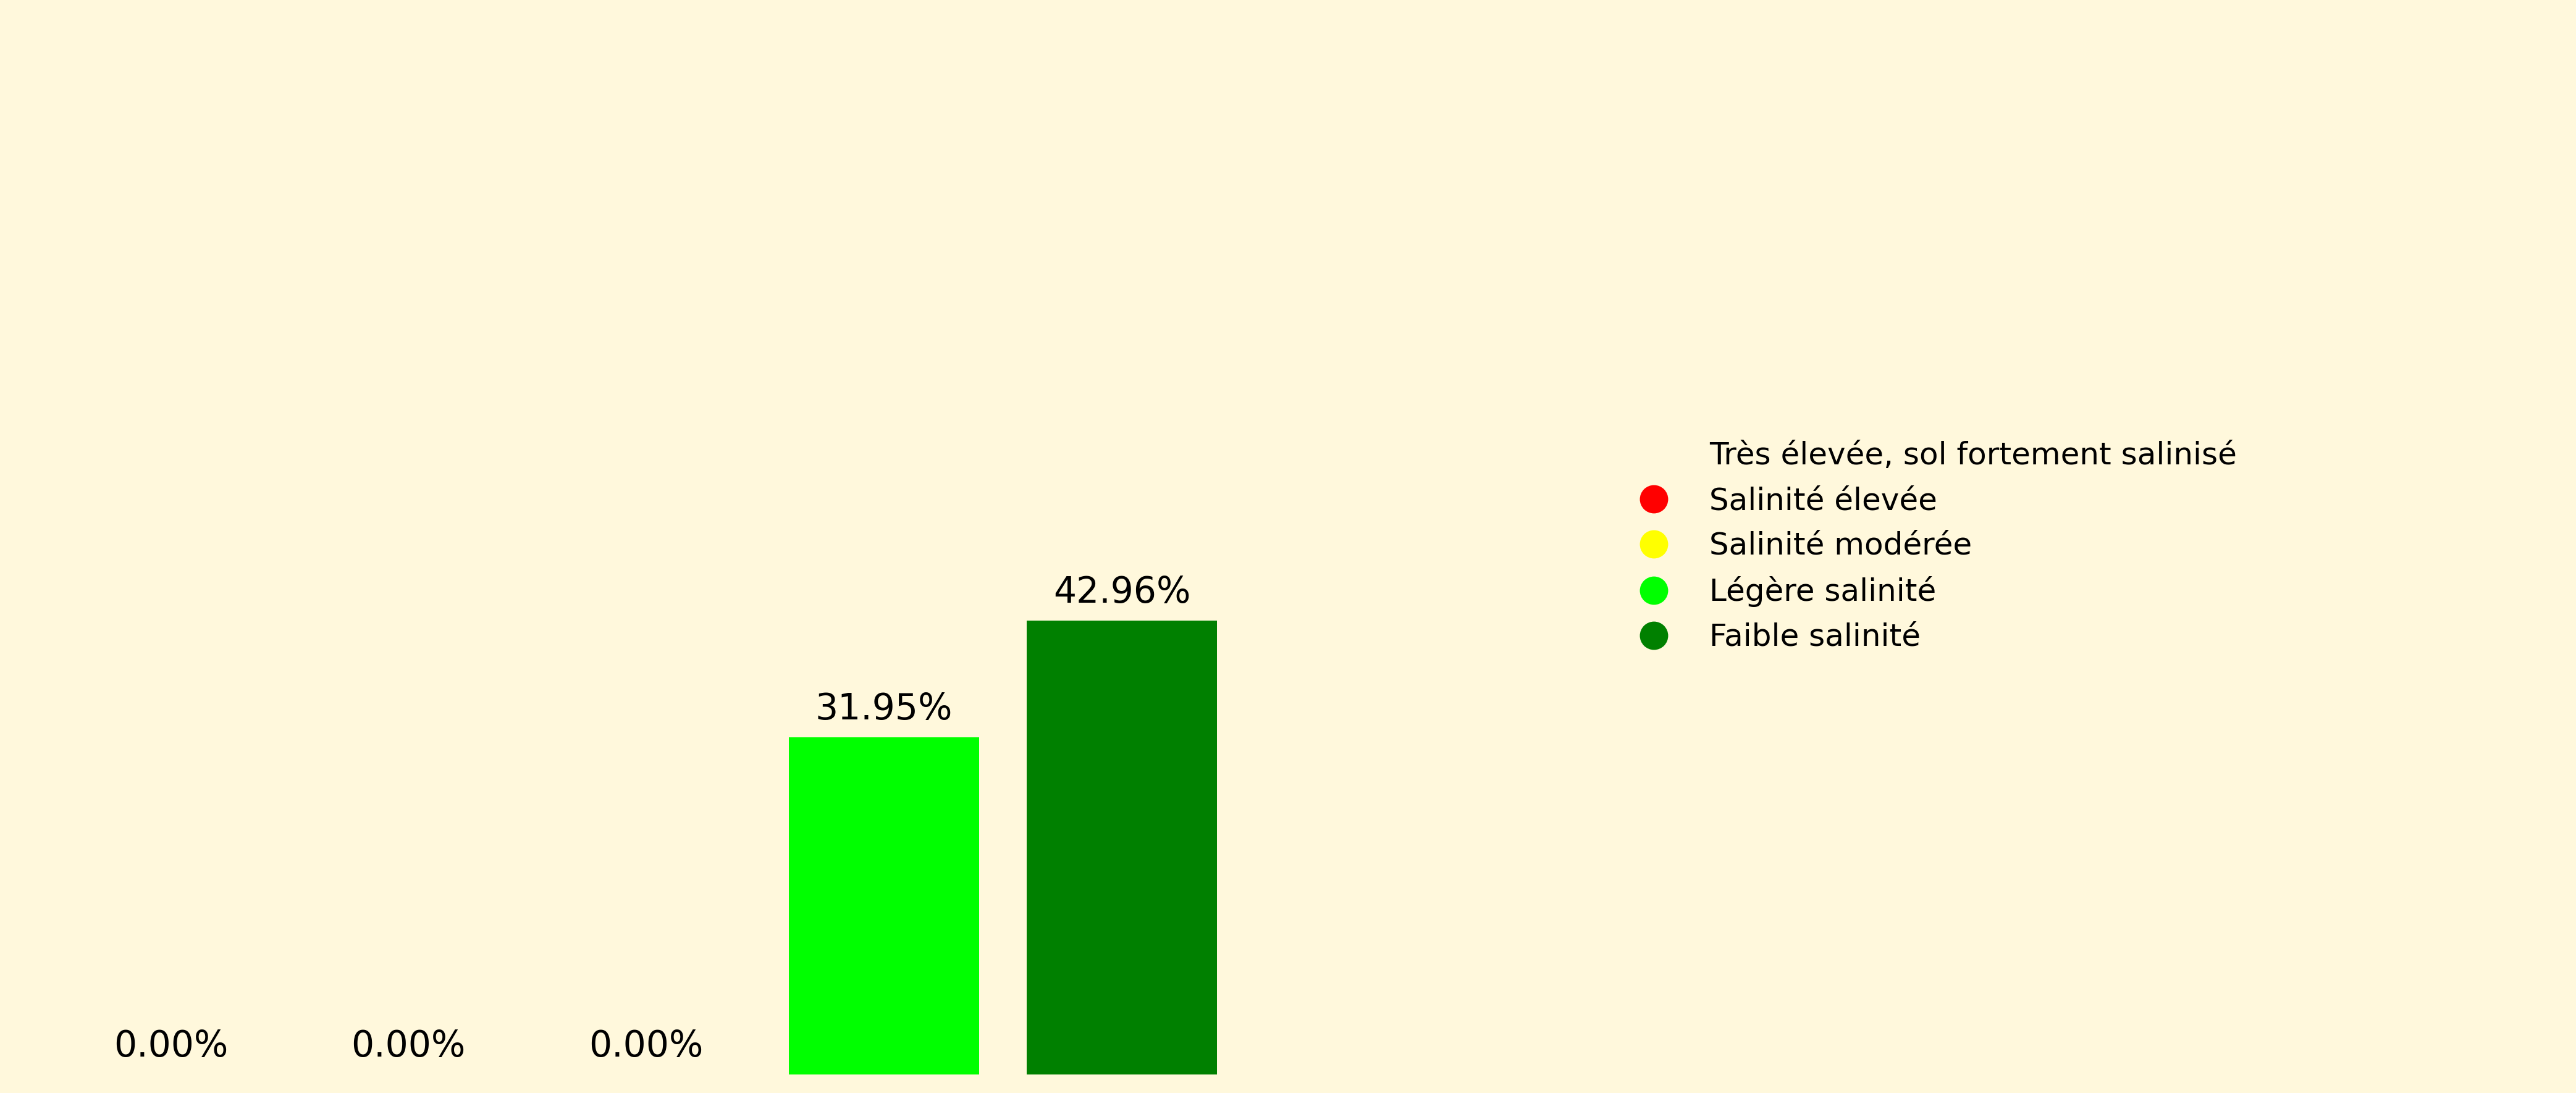 Très élevée, sol fortement salinisé
Salinité élevée
Salinité modérée
Légère salinité
Faible salinité
42.96%
31.95%
0.00%
0.00%
0.00%